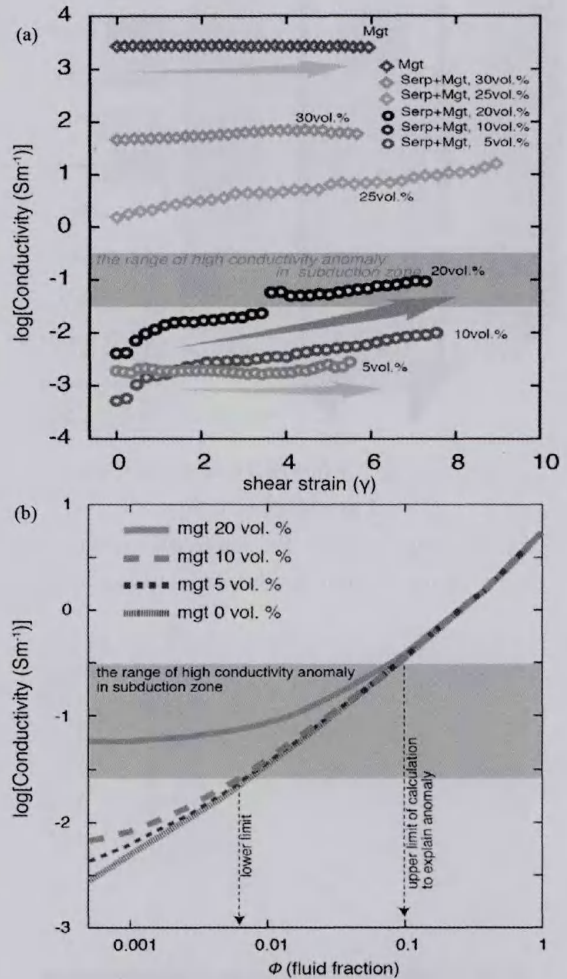 (a)
4
3
2
1
0
-1
-2
-3
-4
log[Conductivity (Sm⁻¹)]
Mgt
Mgt
Serp+Mgt, 30vol.%
Serp+Mgt, 25vol.%
Serp+Mgt, 20vol.%
Serp+Mgt, 10vol.%
Serp+Mgt, 5vol.%
30vol.%
25vol.%
the range of high conductivity anomaly
in subduction zone
20vol.%
10vol.%
5vol.%
0 2 4 6 8 10
shear strain (γ)
(b)
1
0
-1
-2
-3
log[Conductivity (Sm⁻¹)]
mgt 20 vol. %
mgt 10 vol. %
mgt 5 vol. %
mgt 0 vol. %
the range of high conductivity anomaly
in subduction zone
lower limit
upper limit of calculation
to explain anomaly
0.001 0.01 0.1 1
Φ (fluid fraction)